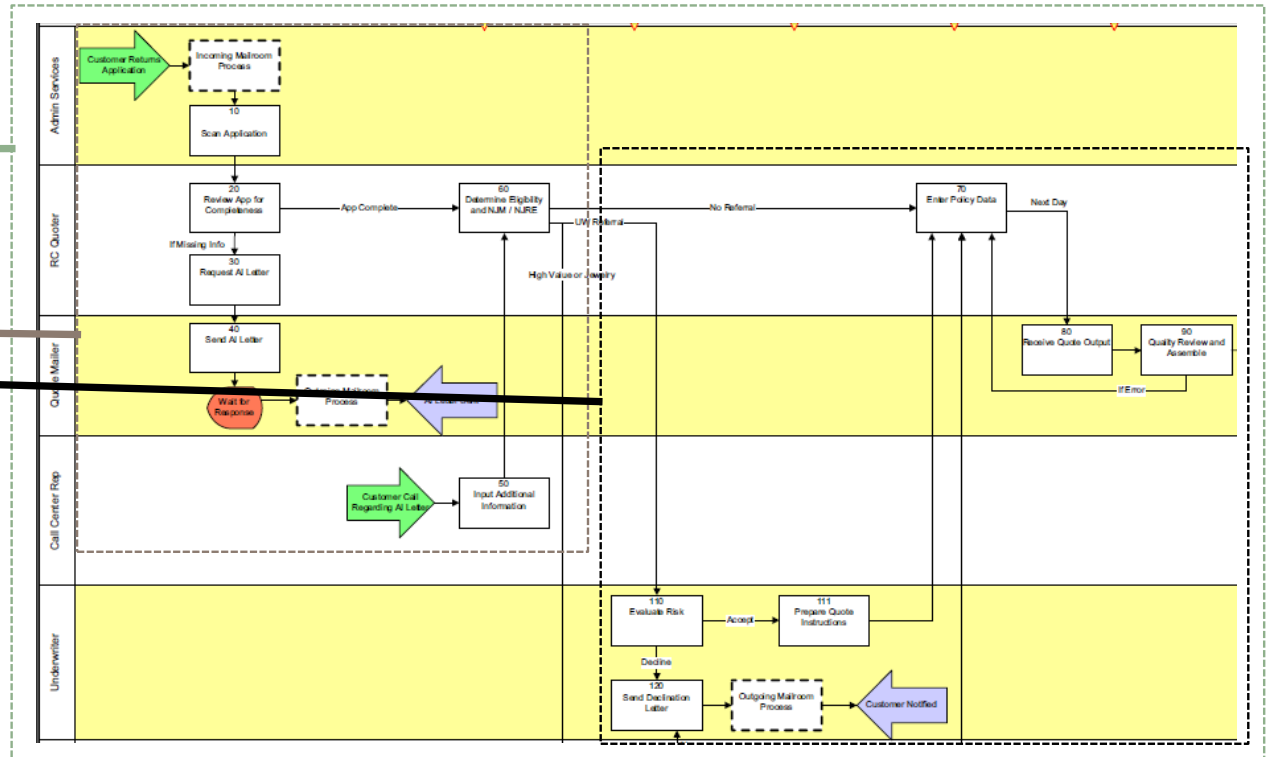 Admin Services
Customer Returns
Application
Incoming Mailroom
Process
10
Scan Application
RC Quoter
20
Review App for
Completeness
App Complete
60
Determine Eligibility
and NJM / NJRE
No Referral
UW Referral
70
Enter Policy Data
Next Day
If Missing Info
30
Request AI Letter
High Value or Jewelry
Quote Mailer
40
Send AI Letter
Wait for
Response
Outgoing Mailroom
Process
AI Letter
80
Receive Quote Output
90
Quality Review and
Assemble
If Error
Call Center Rep
Customer Call
Regarding AI Letter
50
Input Additional
Information
Underwriter
110
Evaluate Risk
Accept
111
Prepare Quote
Instructions
Decline
120
Send Declination
Letter
Outgoing Mailroom
Process
Customer Notified